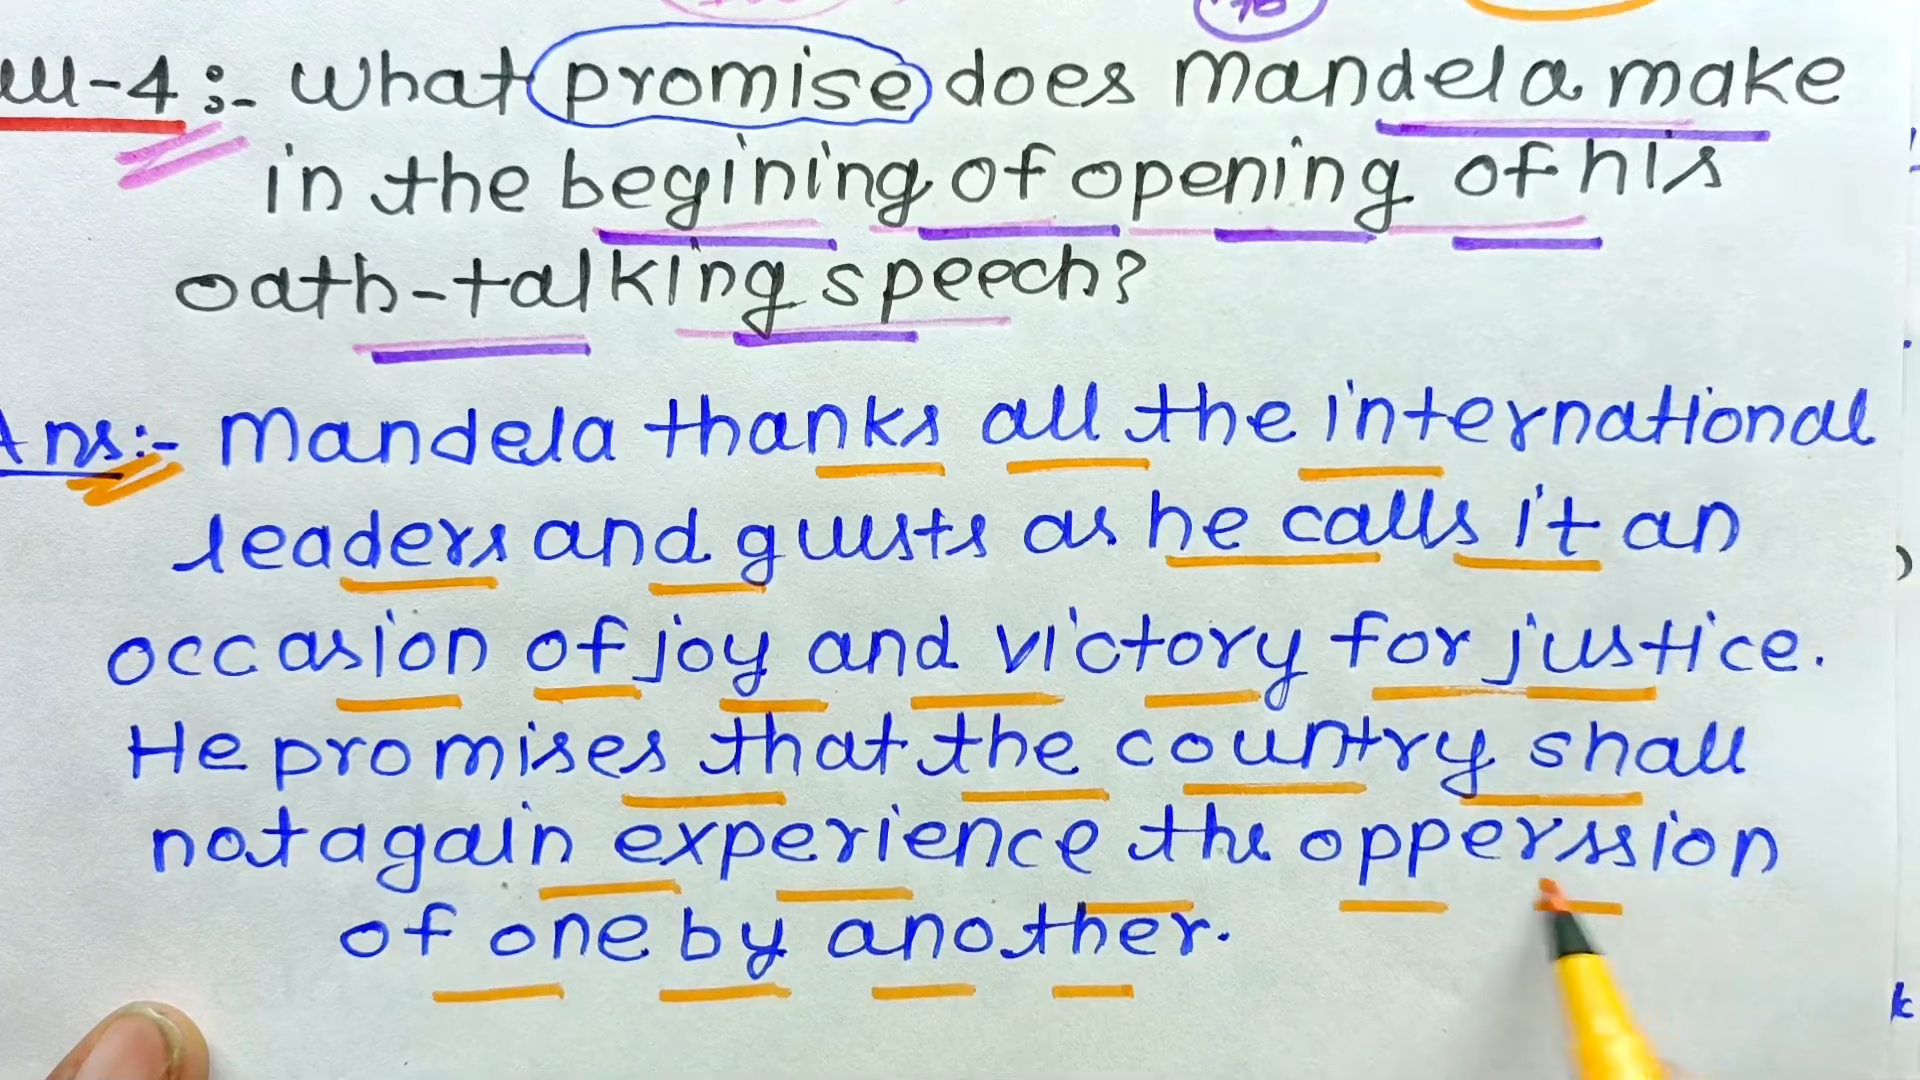 70
-4:- What promise does Mandela make
in the begining of opening of his
oath-talking speech?
Ans:- Mandela thanks all the international
leaders and guusts as he calls it an
occasion of joy and victory for justice.
He promises that the country shall
not again experience the opperssion
of one by another.
k